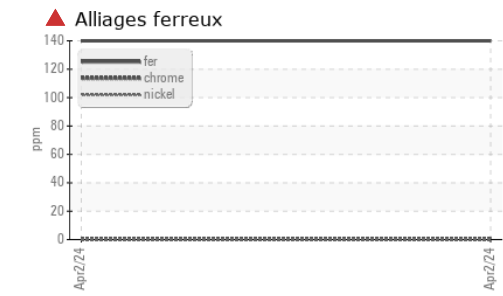 Alliages ferreux
140
120
100
80
60
40
20
0
ppm
fer
chrome
nickel
Apr2/24
Apr2/24